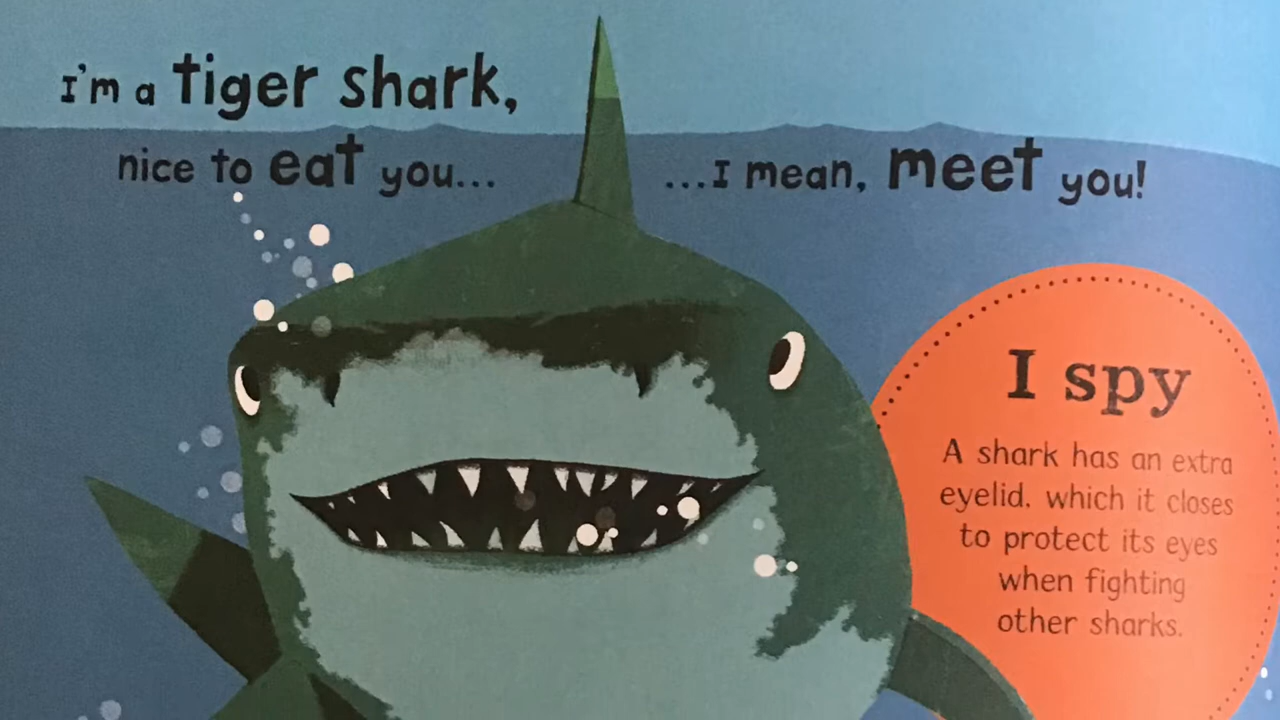 I'm a tiger shark,
nice to eat you...
...I mean, meet you!
I spy
A shark has an extra
eyelid, which it closes
to protect its eyes
when fighting
other sharks.